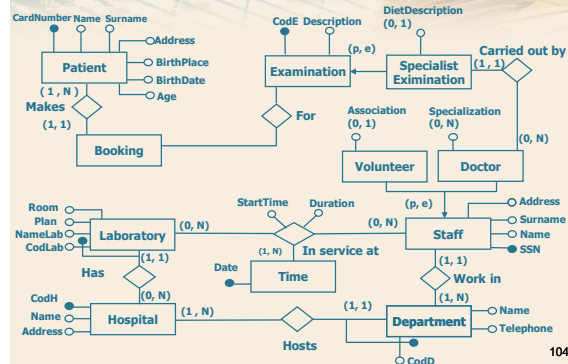 CardNumber Name Surname
Address
BirthPlace
BirthDate
Age
Patient
(1 , N)
Makes
(1, 1)
Booking
CodE Description
(p, e)
Examination
For
DietDescription
(0, 1)
Specialist
Eximination
Carried out by
(1, 1)
(0, N)
Association
(0, 1)
Specialization
(0, N)
Volunteer
Doctor
(p, e)
Room
Plan
NameLab
CodLab
Laboratory
(0, N)
StartTime
Duration
(0, N)
In service at
(1, N)
Date
Time
Address
Surname
Name
SSN
Staff
(1, 1)
Has
(0, N)
(1, 1)
Work in
(1, N)
CodH
Name
Address
Hospital
(1, N)
Hosts
(1, 1)
Department
Name
Telephone
CodD
104